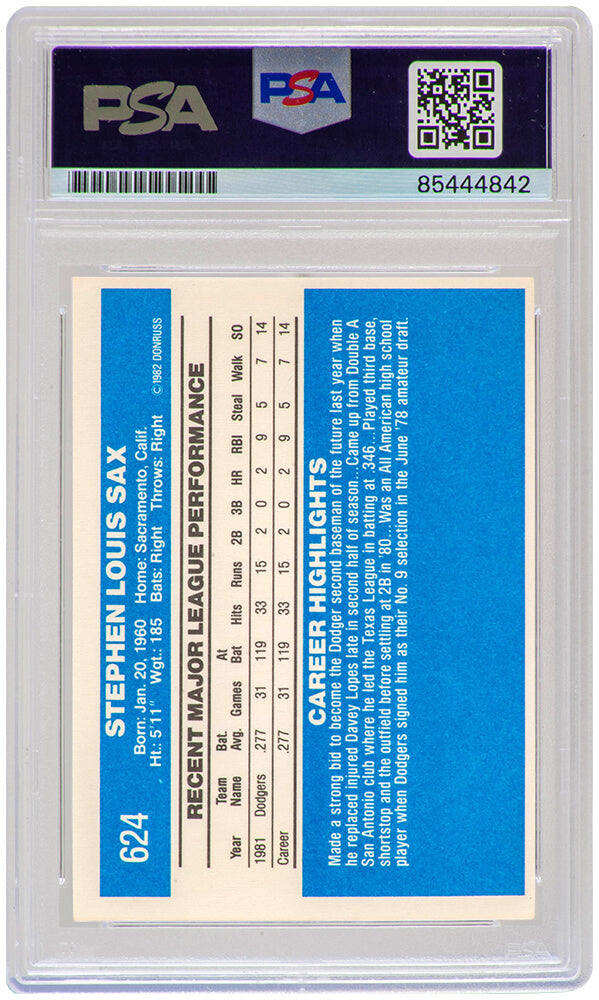 PSA
PSA
85444842
624
STEPHEN LOUIS SAX
Born: Jan. 20, 1960 Home: Sacramento, Calif.
Ht.: 5'11" Wgt.: 185 Bats: Right Throws: Right
©1982 DONRUSS
RECENT MAJOR LEAGUE PERFORMANCE
Year Team Name Bat. Avg. Games At Bat Hits Runs 2B 3B HR RBI Steal Walk SO
1981 Dodgers .277 31 119 33 15 2 0 2 9 5 7 14
Career .277 31 119 33 15 2 0 2 9 5 7 14
CAREER HIGHLIGHTS
Made a strong bid to become the Dodger second baseman of the future last year when
he replaced injured Davey Lopes late in second half of season...Came up from Double A
San Antonio club where he led the Texas League in batting at .346...Played third base,
shortstop and the outfield before settling at 2B in '80...Was an All American high school
player when Dodgers signed him as their No. 9 selection in the June '78 amateur draft.